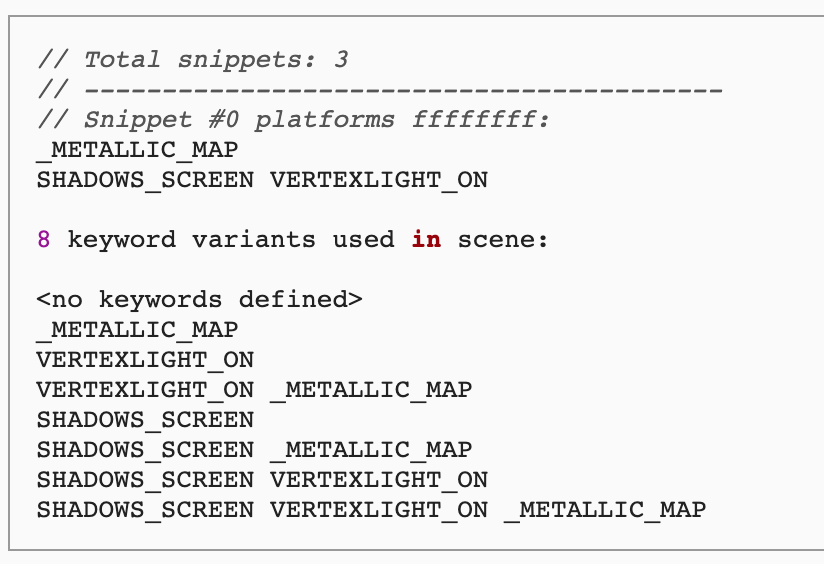 // Total snippets: 3
// -----------------------------------------
// Snippet #0 platforms ffffffff:
_METALLIC_MAP
SHADOWS_SCREEN VERTEXLIGHT_ON
8 keyword variants used in scene:
<no keywords defined>
_METALLIC_MAP
VERTEXLIGHT_ON
VERTEXLIGHT_ON _METALLIC_MAP
SHADOWS_SCREEN
SHADOWS_SCREEN _METALLIC_MAP
SHADOWS_SCREEN VERTEXLIGHT_ON
SHADOWS_SCREEN VERTEXLIGHT_ON _METALLIC_MAP